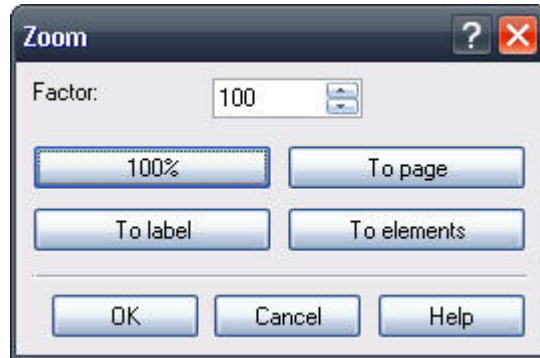 Zoom
Factor: 100
100% To page
To label To elements
OK Cancel Help